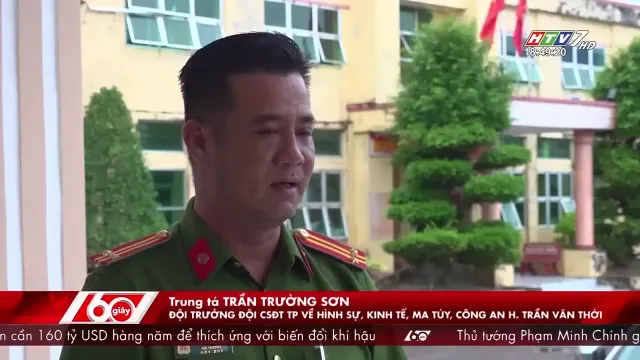 HTV7 HD
18:49:20
60 giây
Trung tá TRẦN TRƯỜNG SƠN
ĐỘI TRƯỞNG ĐỘI CSĐT TP VỀ HÌNH SỰ, KINH TẾ, MA TÚY, CÔNG AN H. TRẦN VĂN THỜI
n cần 160 tỷ USD hàng năm để thích ứng với biến đổi khí hậu 60 giây Thủ tướng Phạm Minh Chính g